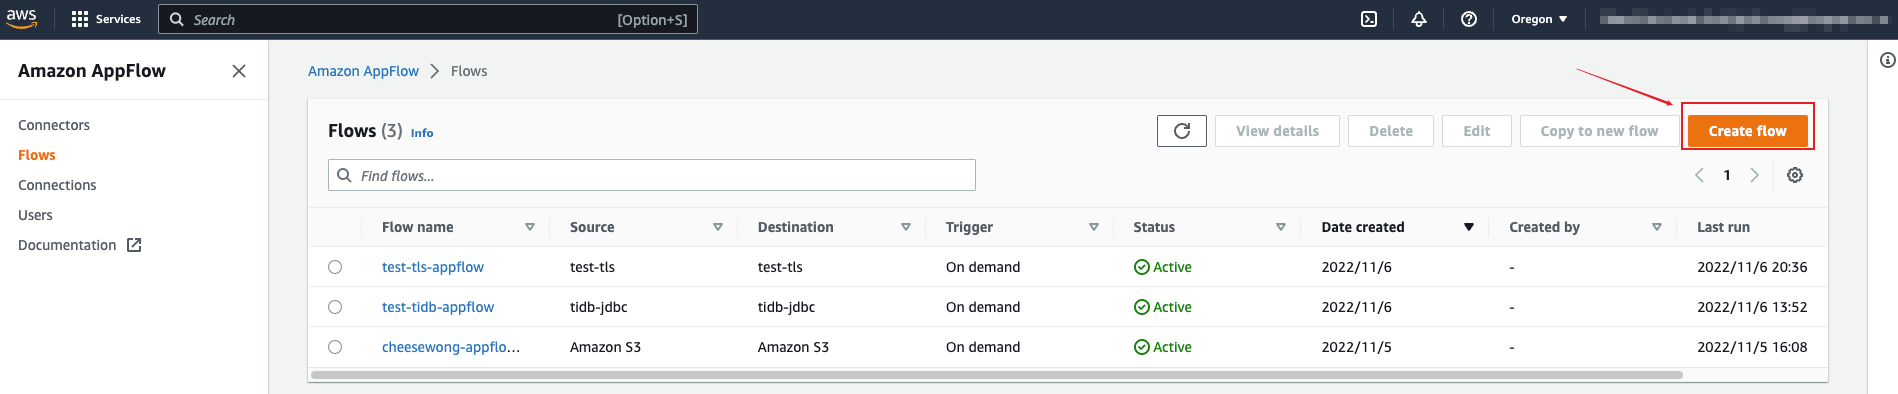 aws Services Search [Option+S] Oregon
Amazon AppFlow
Connectors
Flows
Connections
Users
Documentation
Amazon AppFlow Flows
Flows (3) Info View details Delete Edit Copy to new flow Create flow
Find flows... 1
Flow name Source Destination Trigger Status Date created Created by Last run
test-tls-appflow test-tls test-tls On demand Active 2022/11/6 - 2022/11/6 20:36
test-tidb-appflow tidb-jdbc tidb-jdbc On demand Active 2022/11/6 - 2022/11/6 13:52
cheesewong-appflo... Amazon S3 Amazon S3 On demand Active 2022/11/5 - 2022/11/5 16:08